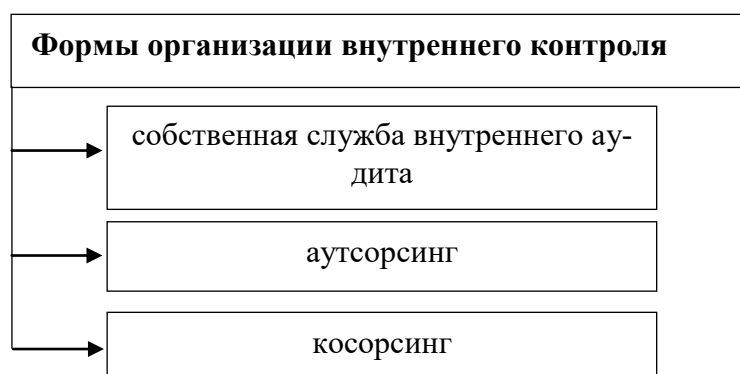 Формы организации внутреннего контроля
собственная служба внутреннего ау-
дита
аутсорсинг
косорсинг